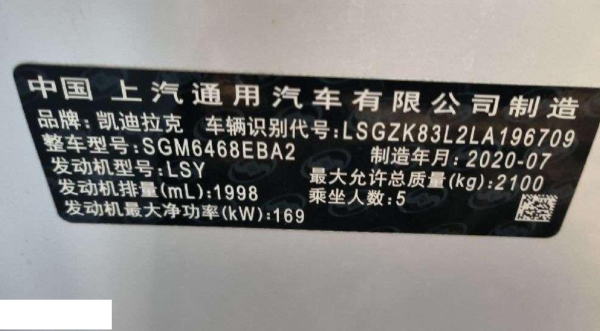 中国 上汽通用汽车有限公司制造
品牌: 凯迪拉克 车辆识别代号: LSGZK83L2LA196709
整车型号: SGM6468EBA2 制造年月: 2020-07
发动机型号: LSY 最大允许总质量(kg): 2100
发动机排量(mL): 1998 乘坐人数: 5
发动机最大净功率(kW): 169